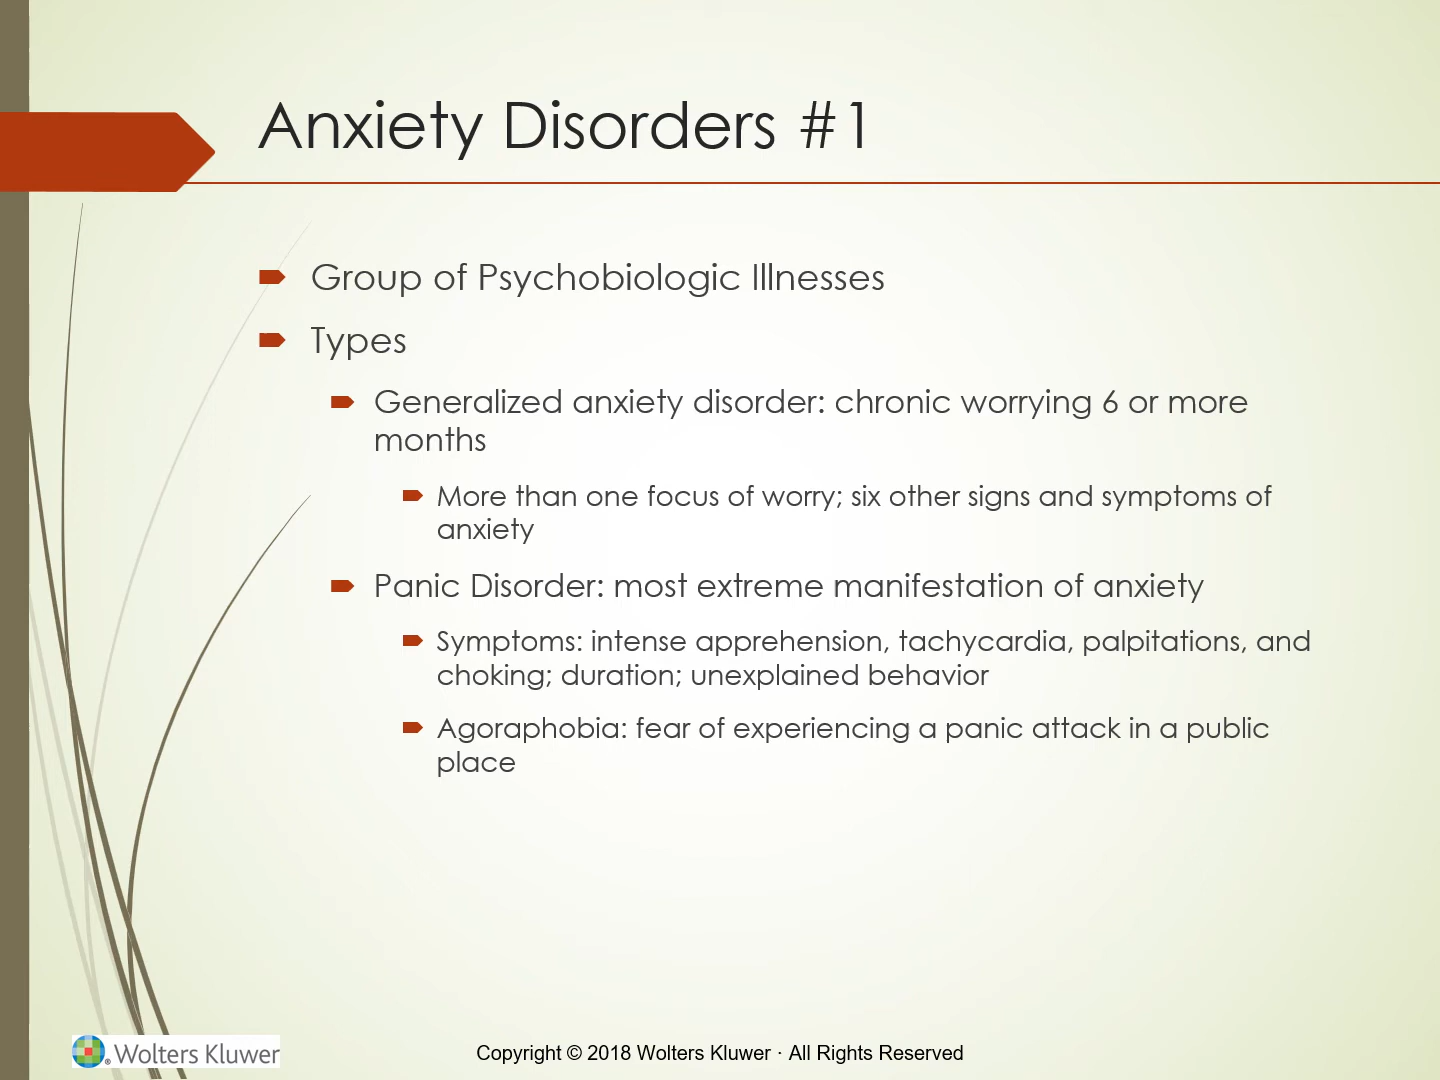 Anxiety Disorders #1
Group of Psychobiologic Illnesses
Types
Generalized anxiety disorder: chronic worrying 6 or more
months
More than one focus of worry; six other signs and symptoms of
anxiety
Panic Disorder: most extreme manifestation of anxiety
Symptoms: intense apprehension, tachycardia, palpitations, and
choking; duration; unexplained behavior
Agoraphobia: fear of experiencing a panic attack in a public
place
® Wolters Kluwer
Copyright © 2018 Wolters Kluwer · All Rights Reserved